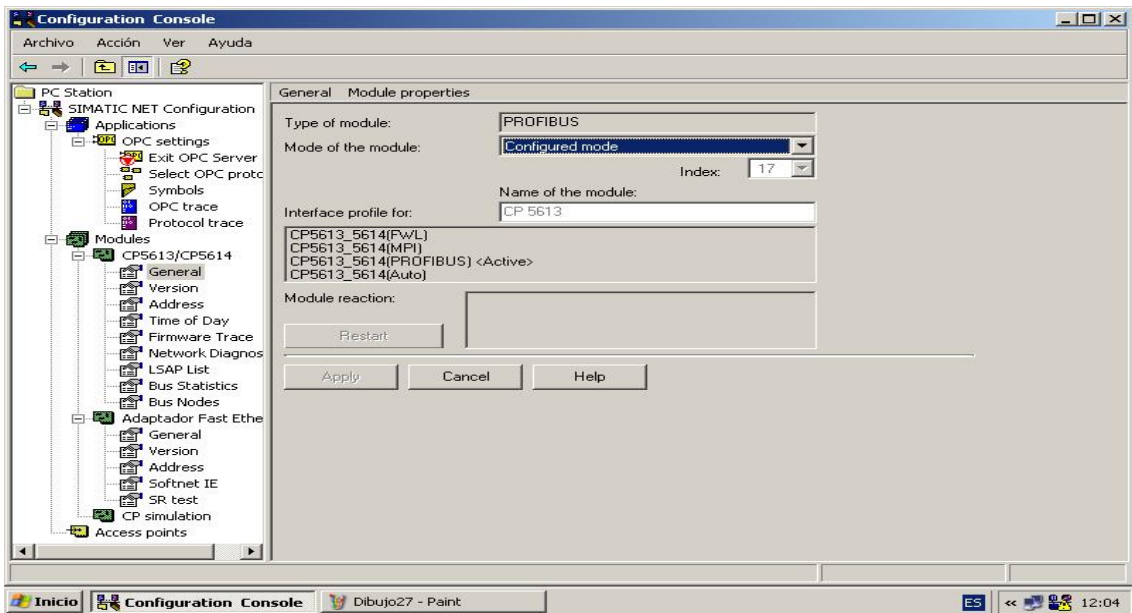 Configuration Console
Archivo Acción Ver Ayuda
PC Station
SIMATIC NET Configuration
Applications
OPC settings
Exit OPC Server
Select OPC protc
Symbols
OPC trace
Protocol trace
Modules
CP5613/CP5614
General
Version
Address
Time of Day
Firmware Trace
Network Diagnos
LSAP List
Bus Statistics
Bus Nodes
Adaptador Fast Ethe
General
Version
Address
Softnet IE
SR test
CP simulation
Access points
General Module properties
Type of module: PROFIBUS
Mode of the module: Configured mode
Index: 17
Name of the module:
Interface profile for: CP 5613
CP5613_5614(FWL)
CP5613_5614(MPI)
CP5613_5614(PROFIBUS) <Active>
CP5613_5614(Auto)
Module reaction:
Restart
Apply Cancel Help
Inicio Configuration Console Dibujo27 - Paint ES « 12:04